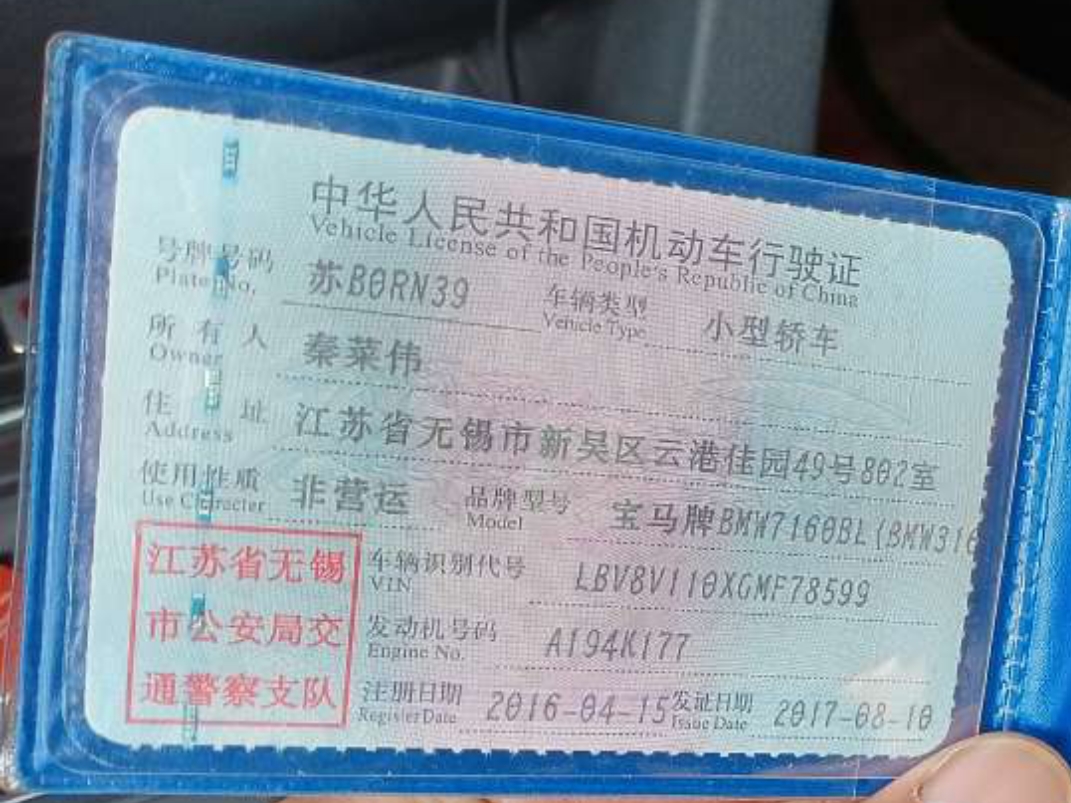 中华人民共和国机动车行驶证
Vehicle License of the People's Republic of China
号牌号码 苏B0RN39 车辆类型 小型轿车
Plate No. Vehicle Type
所有人 秦菜伟
Owner
住址 江苏省无锡市新吴区云港佳园49号802室
Address
使用性质 非营运 品牌型号 宝马牌BMW7160BL(BMW316
Use Character Model
江苏省无锡
市公安局交
通警察支队
车辆识别代号 LBV8V110XGMF78599
VIN
发动机号码 A194K177
Engine No.
注册日期 2016-04-15 发证日期 2017-08-10
Register Date Issue Date